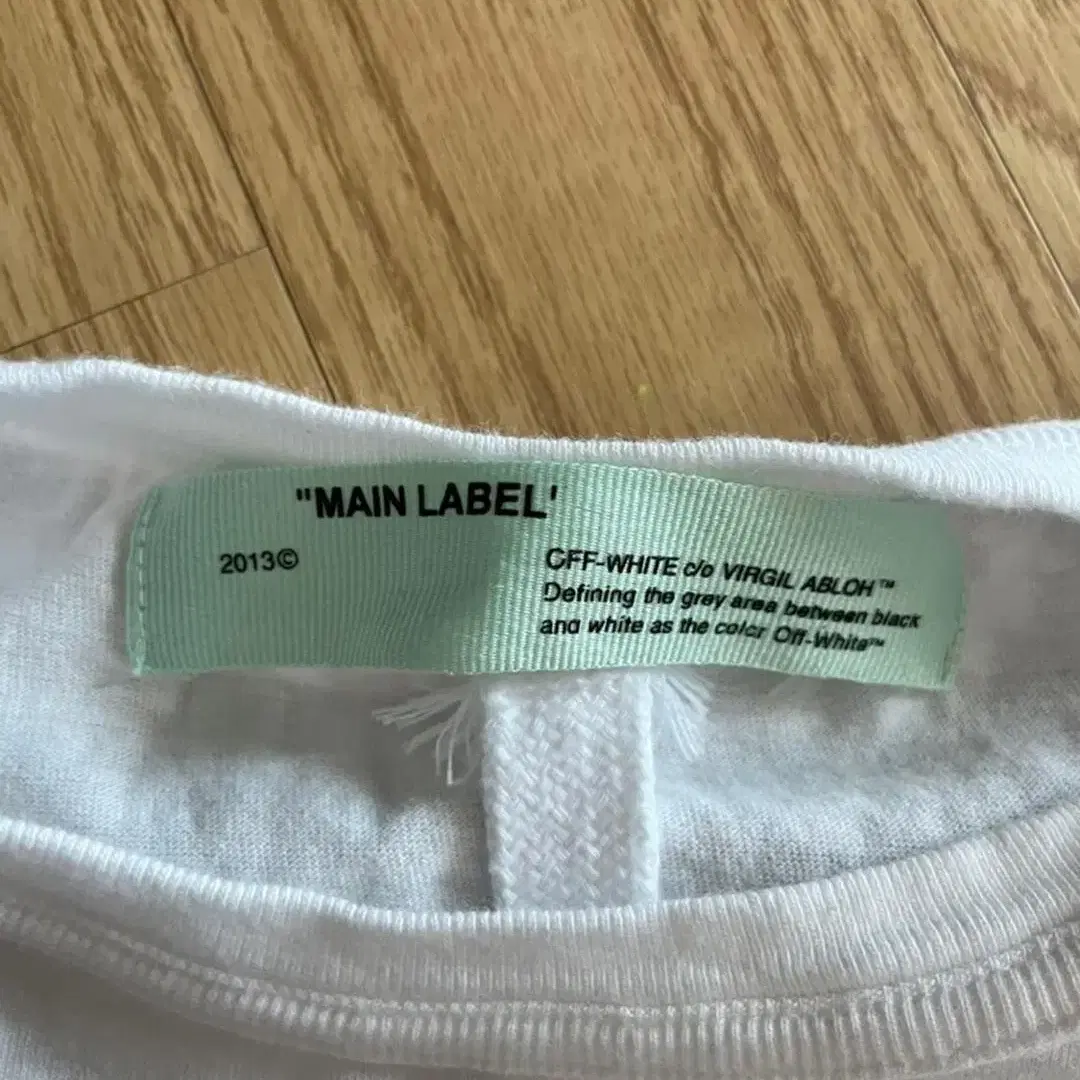 "MAIN LABEL'
2013©
OFF-WHITE c/o VIRGIL ABLOH™
Defining the grey area between black
and white as the color Off-White™